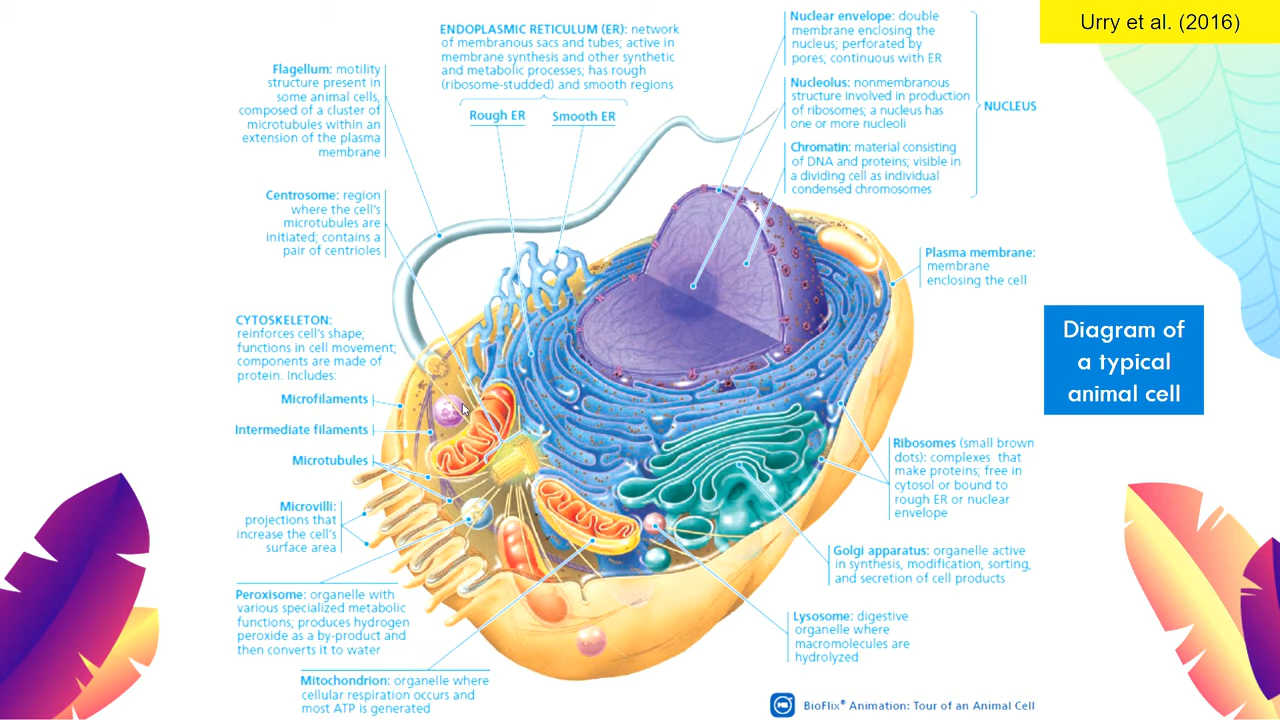 Urry et al. (2016)
ENDOPLASMIC RETICULUM (ER): network
of membranous sacs and tubes; active in
membrane synthesis and other synthetic
and metabolic processes; has rough
(ribosome-studded) and smooth regions
Rough ER
Smooth ER
Nuclear envelope: double
membrane enclosing the
nucleus; perforated by
pores; continuous with ER
Nucleolus: nonmembranous
structure involved in production
of ribosomes; a nucleus has
one or more nucleoli
Chromatin: material consisting
of DNA and proteins; visible in
a dividing cell as individual
condensed chromosomes
NUCLEUS
Flagellum: motility
structure present in
some animal cells,
composed of a cluster of
microtubules within an
extension of the plasma
membrane
Centrosome: region
where the cell's
microtubules are
initiated; contains a
pair of centrioles
CYTOSKELETON:
reinforces cell's shape;
functions in cell movement;
components are made of
protein. Includes:
Microfilaments
Intermediate filaments
Microtubules
Microvilli:
projections that
increase the cell's
surface area
Peroxisome: organelle with
various specialized metabolic
functions; produces hydrogen
peroxide as a by-product and
then converts it to water
Mitochondrion: organelle where
cellular respiration occurs and
most ATP is generated
Plasma membrane:
membrane
enclosing the cell
Diagram of
a typical
animal cell
Ribosomes (small brown
dots): complexes that
make proteins; free in
cytosol or bound to
rough ER or nuclear
envelope
Golgi apparatus: organelle active
in synthesis, modification, sorting,
and secretion of cell products
Lysosome: digestive
organelle where
macromolecules are
hydrolyzed
BioFlix® Animation: Tour of an Animal Cell